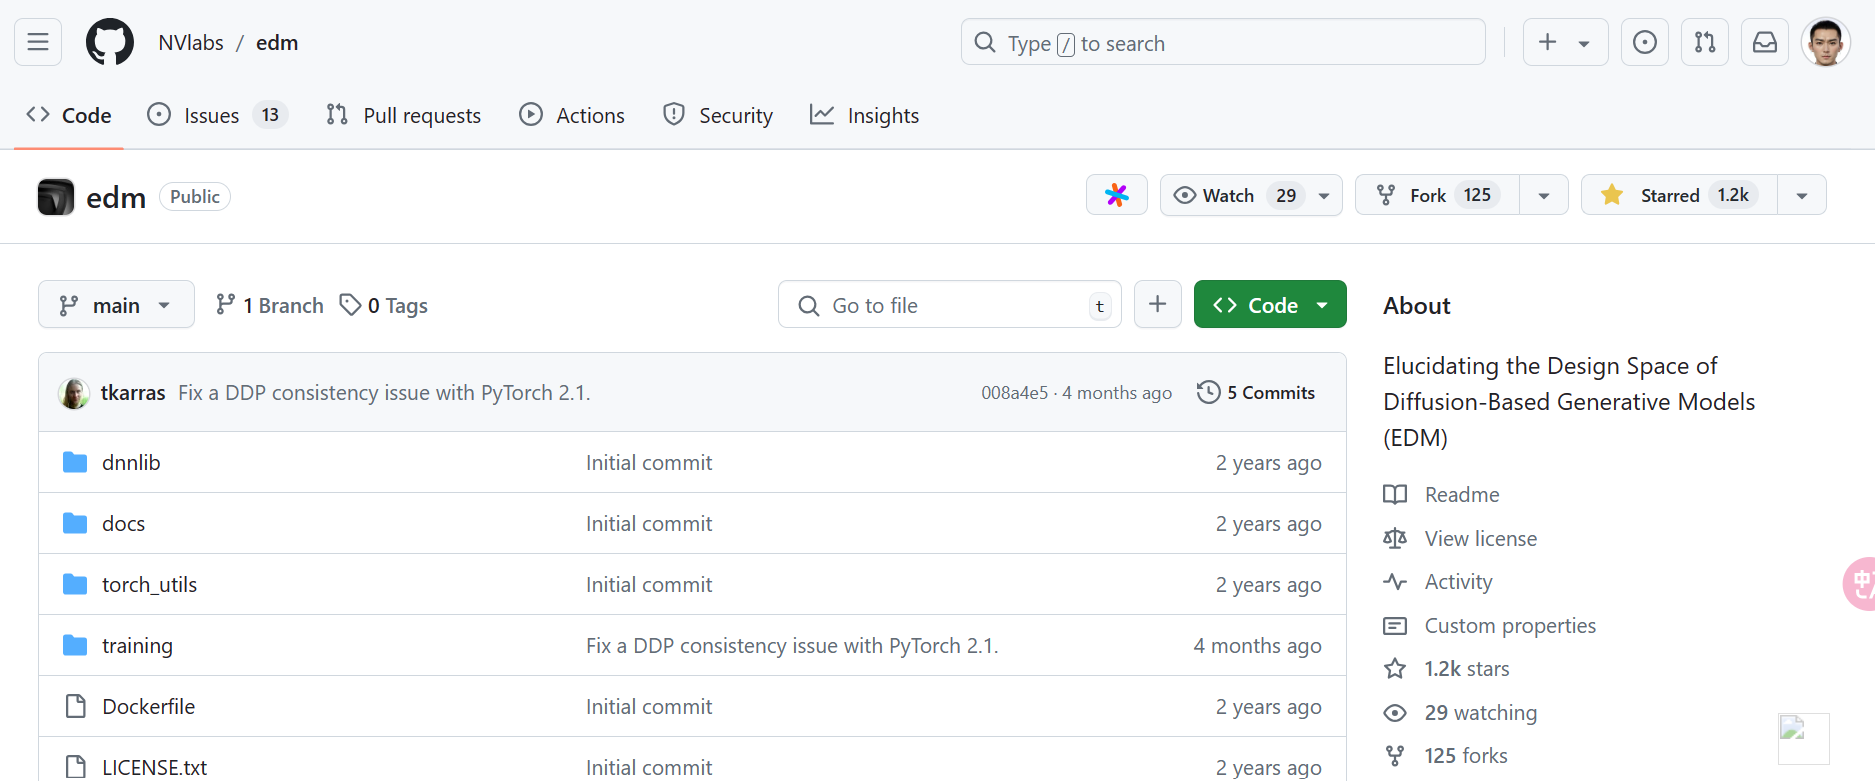 NVlabs / edm
Type / to search
Code
Issues 13
Pull requests
Actions
Security
Insights
edm Public
Watch 29
Fork 125
Starred 1.2k
main
1 Branch
0 Tags
Go to file t
Code
tkarras Fix a DDP consistency issue with PyTorch 2.1. 008a4e5 · 4 months ago 5 Commits
dnnlib Initial commit 2 years ago
docs Initial commit 2 years ago
torch_utils Initial commit 2 years ago
training Fix a DDP consistency issue with PyTorch 2.1. 4 months ago
Dockerfile Initial commit 2 years ago
LICENSE.txt Initial commit 2 years ago
About
Elucidating the Design Space of
Diffusion-Based Generative Models
(EDM)
Readme
View license
Activity
Custom properties
1.2k stars
29 watching
125 forks